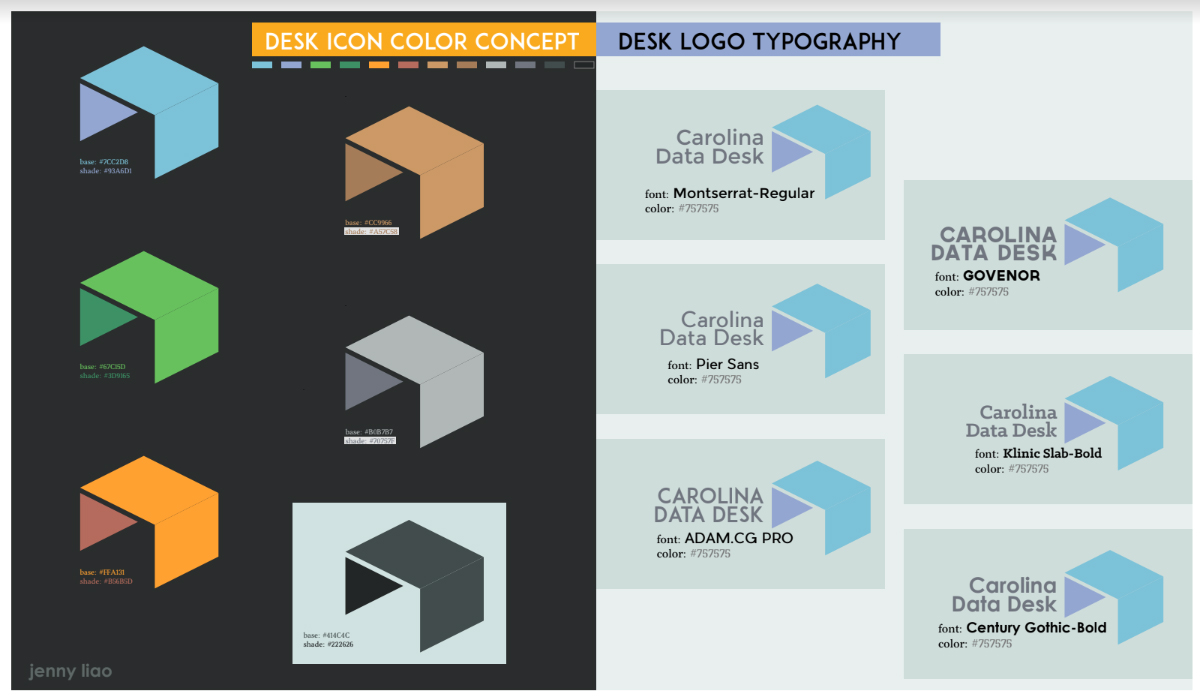 DESK ICON COLOR CONCEPT
base: #7CC2D8
shade: #93A6D1
base: #CC9966
shade: #A57C58
base: #67C15D
shade: #3D9165
base: #B0B7B7
shade: #70757F
base: #FFA131
base: #414C4C
shade: #222626
jenny liao
DESK LOGO TYPOGRAPHY
Carolina
Data Desk
font: Montserrat-Regular
color: #757575
CAROLINA
DATA DESK
font: GOVENOR
color: #757575
Carolina
Data Desk
font: Pier Sans
color: #757575
Carolina
Data Desk
font: Klinic Slab-Bold
color: #757575
CAROLINA
DATA DESK
font: ADAM.CG PRO
color: #757575
Carolina
Data Desk
font: Century Gothic-Bold
color: #757575